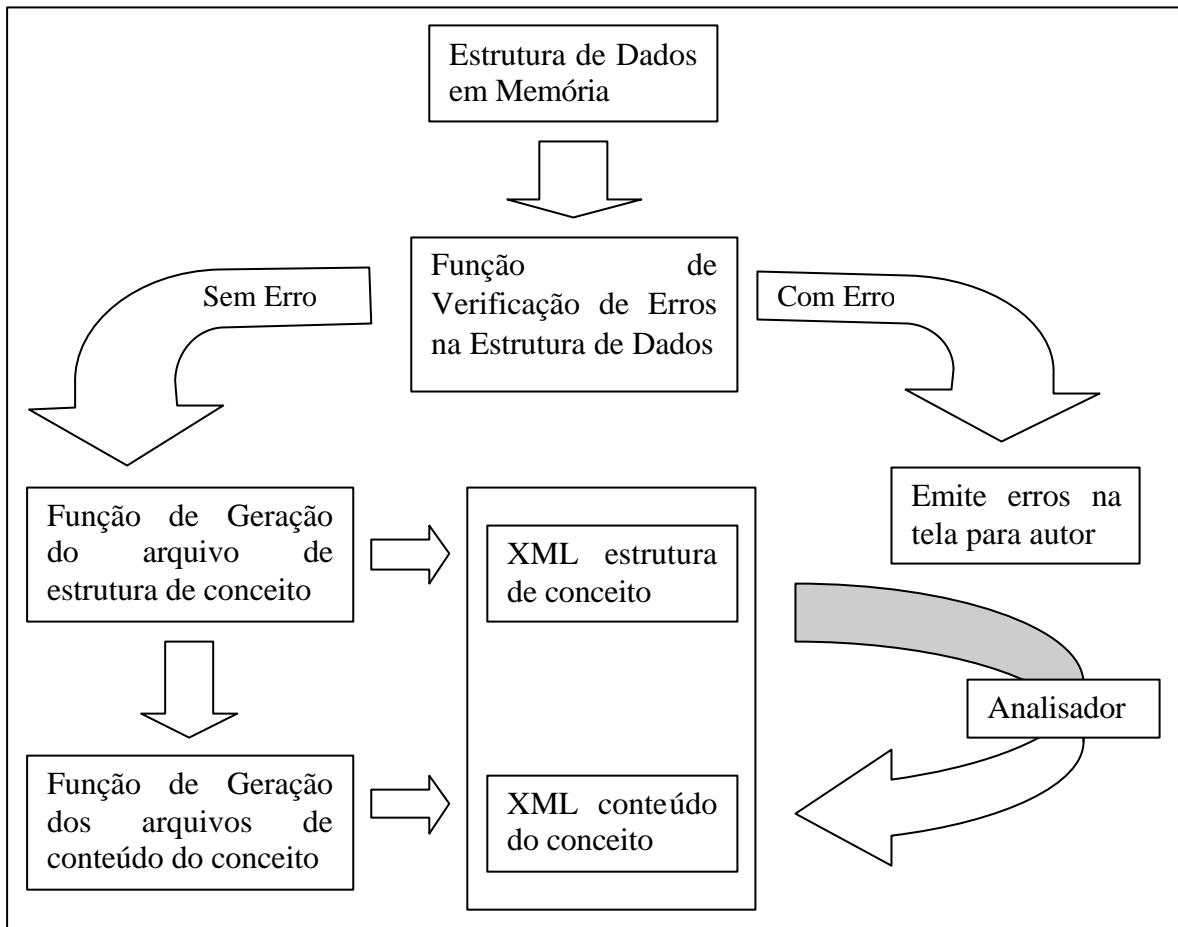 Estrutura de Dados
em Memória
Função de
Verificação de Erros
na Estrutura de Dados
Sem Erro
Com Erro
Função de Geração
do arquivo de
estrutura de conceito
XML estrutura
de conceito
Emite erros na
tela para autor
Analisador
Função de Geração
dos arquivos de
conteúdo do conceito
XML conteúdo
do conceito